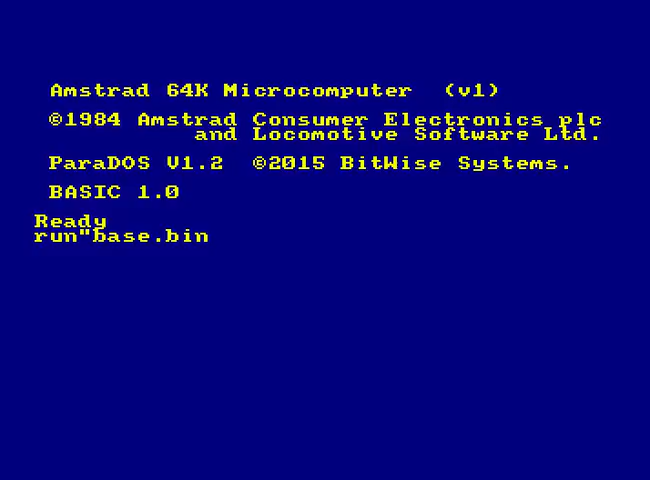 Amstrad 64K Microcomputer  (v1)
©1984 Amstrad Consumer Electronics plc
and Locomotive Software Ltd.
ParaDOS V1.2  ©2015 BitWise Systems.
BASIC 1.0
Ready
run"base.bin